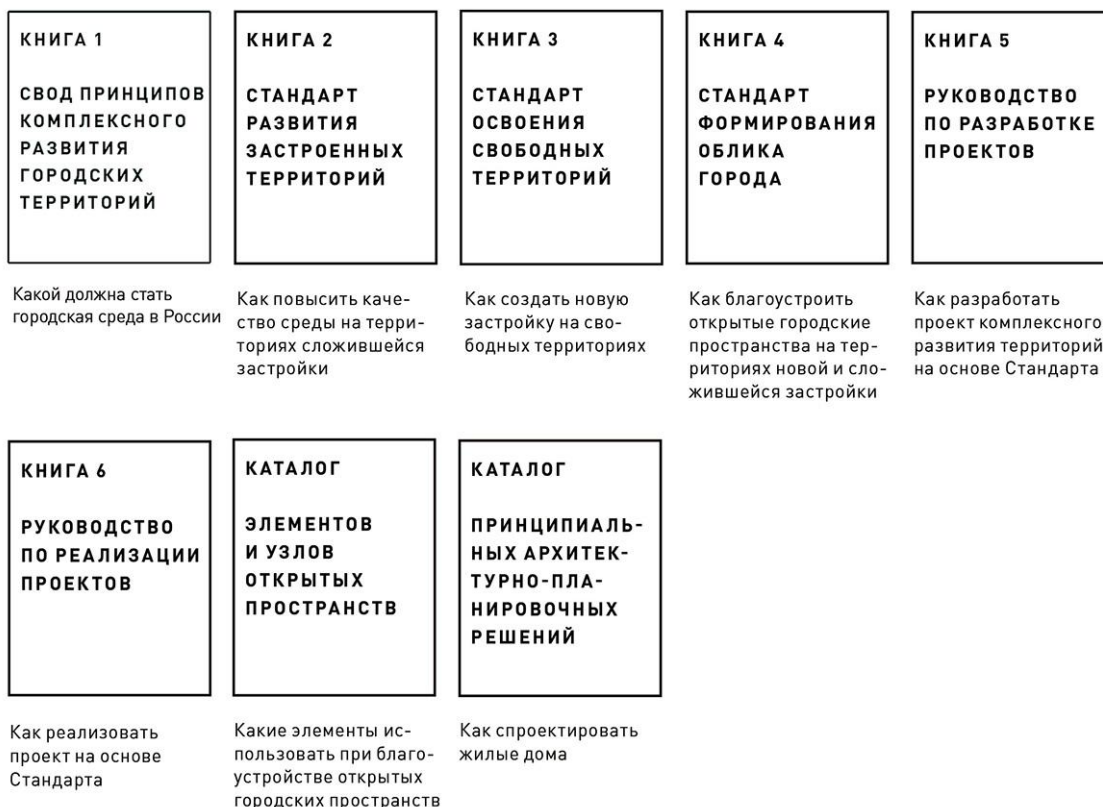 КНИГА 1
СВОД ПРИНЦИПОВ
КОМПЛЕКСНОГО
РАЗВИТИЯ
ГОРОДСКИХ
ТЕРРИТОРИЙ
Какой должна стать
городская среда в России
КНИГА 2
СТАНДАРТ
РАЗВИТИЯ
ЗАСТРОЕННЫХ
ТЕРРИТОРИЙ
Как повысить каче-
ство среды на терри-
ториях сложившейся
застройки
КНИГА 3
СТАНДАРТ
ОСВОЕНИЯ
СВОБОДНЫХ
ТЕРРИТОРИЙ
Как создать новую
застройку на сво-
бодных территориях
КНИГА 4
СТАНДАРТ
ФОРМИРОВАНИЯ
ОБЛИКА
ГОРОДА
Как благоустроить
открытые городские
пространства на тер-
риториях новой и сло-
жившейся застройки
КНИГА 5
РУКОВОДСТВО
ПО РАЗРАБОТКЕ
ПРОЕКТОВ
Как разработать
проект комплексного
развития территорий
на основе Стандарта
КНИГА 6
РУКОВОДСТВО
ПО РЕАЛИЗАЦИИ
ПРОЕКТОВ
Как реализовать
проект на основе
Стандарта
КАТАЛОГ
ЭЛЕМЕНТОВ
И УЗЛОВ
ОТКРЫТЫХ
ПРОСТРАНСТВ
Какие элементы ис-
пользовать при благо-
устройстве открытых
городских пространств
КАТАЛОГ
ПРИНЦИПИАЛЬ-
НЫХ АРХИТЕК-
ТУРНО-ПЛА-
НИРОВОЧНЫХ
РЕШЕНИЙ
Как спроектировать
жилые дома